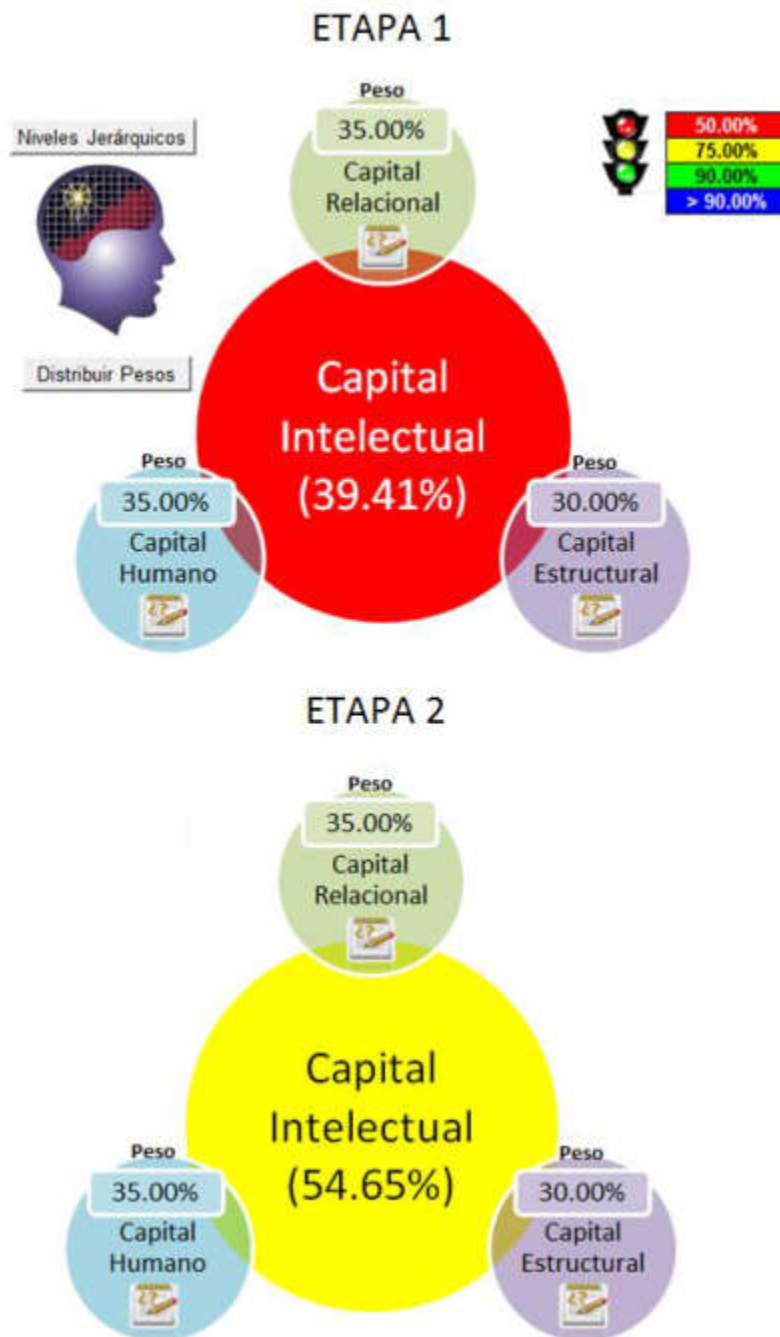 ETAPA 1
Niveles Jerárquicos
Distribuir Pesos
Peso
35.00%
Capital
Relacional
50.00%
75.00%
90.00%
> 90.00%
Capital
Intelectual
(39.41%)
Peso
35.00%
Capital
Humano
Peso
30.00%
Capital
Estructural
ETAPA 2
Peso
35.00%
Capital
Relacional
Capital
Intelectual
(54.65%)
Peso
35.00%
Capital
Humano
Peso
30.00%
Capital
Estructural